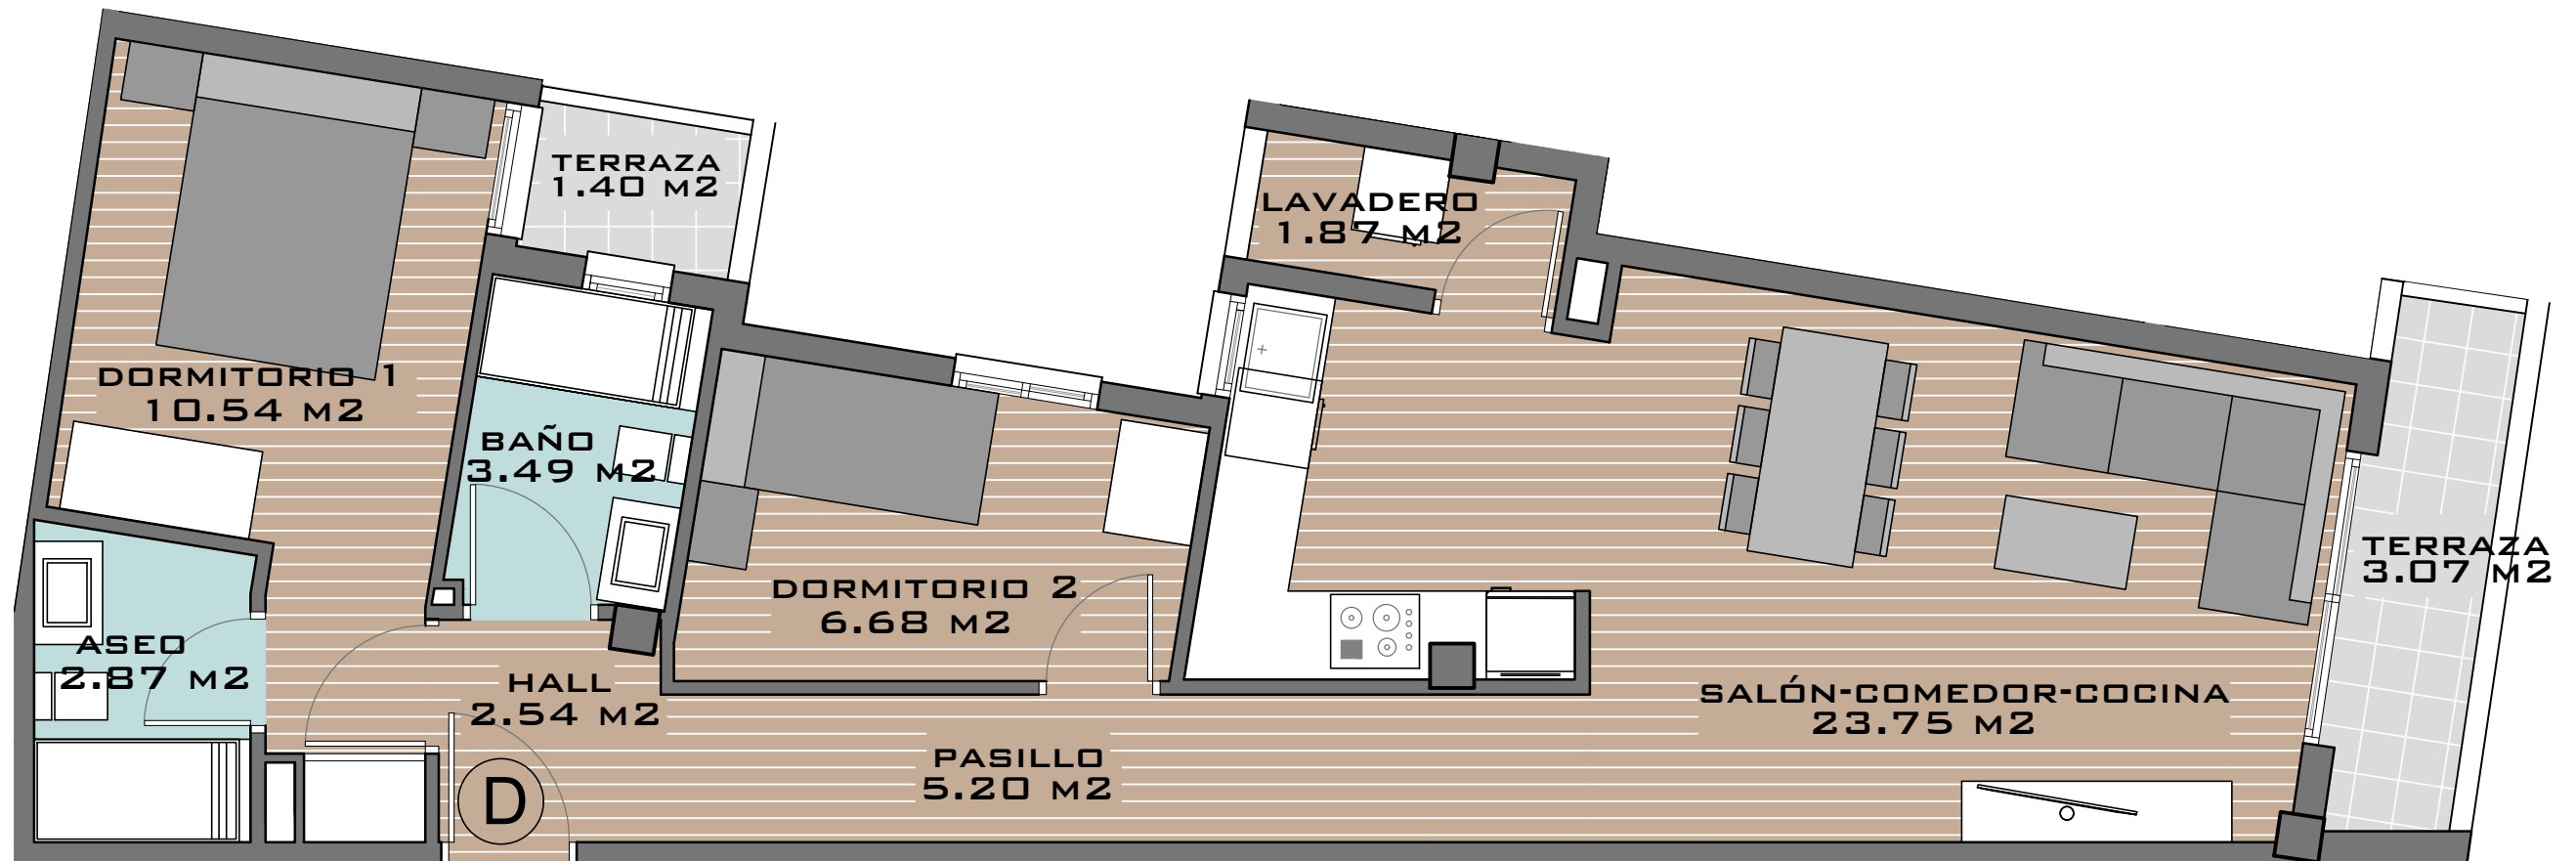 TERRAZA
1.40 M2
LAVADERO
1.87 M2
DORMITORIO 1
10.54 M2
BAÑO
3.49 M2
TERRAZA
3.07 M2
DORMITORIO 2
6.68 M2
ASEO
2.87 M2
HALL
2.54 M2
SALÓN-COMEDOR-COCINA
23.75 M2
PASILLO
5.20 M2
D